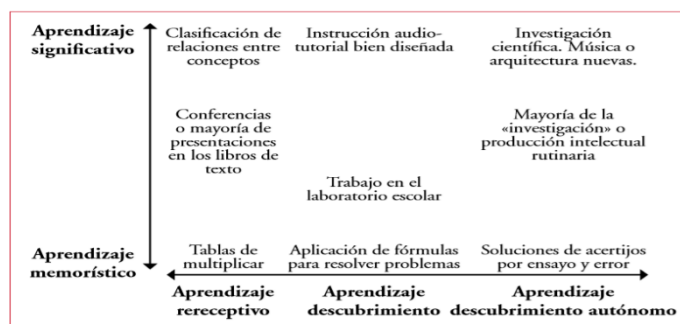 Aprendizaje
significativo
Clasificación de
relaciones entre
conceptos
Instrucción audio-
tutorial bien diseñada
Investigación
científica. Música o
arquitectura nuevas.
Conferencias
o mayoría de
presentaciones
en los libros de
texto
Mayoría de la
«investigación» o
producción intelectual
rutinaria
Trabajo en el
laboratorio escolar
Aprendizaje
memorístico
Tablas de
multiplicar
Aplicación de fórmulas
para resolver problemas
Soluciones de acertijos
por ensayo y error
Aprendizaje
rereceptivo
Aprendizaje
descubrimiento
Aprendizaje
descubrimiento autónomo